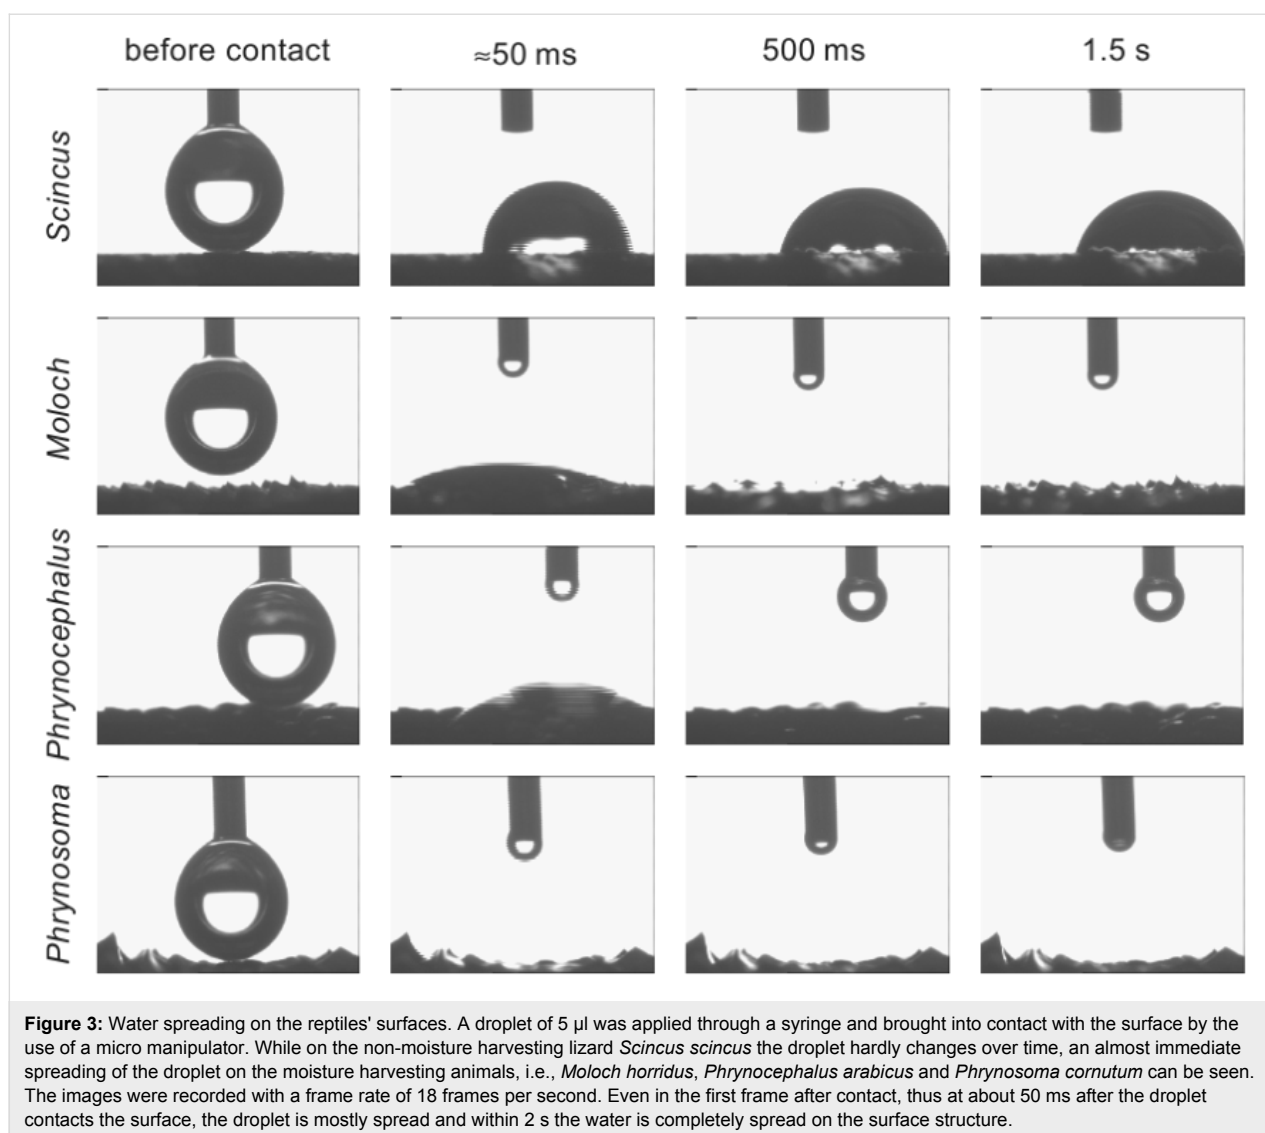 before contact
≈50 ms
500 ms
1.5 s
Scincus
Moloch
Phrynocephalus
Phrynosoma
Figure 3: Water spreading on the reptiles' surfaces. A droplet of 5 µl was applied through a syringe and brought into contact with the surface by the
use of a micro manipulator. While on the non-moisture harvesting lizard Scincus scincus the droplet hardly changes over time, an almost immediate
spreading of the droplet on the moisture harvesting animals, i.e., Moloch horridus, Phrynocephalus arabicus and Phrynosoma cornutum can be seen.
The images were recorded with a frame rate of 18 frames per second. Even in the first frame after contact, thus at about 50 ms after the droplet
contacts the surface, the droplet is mostly spread and within 2 s the water is completely spread on the surface structure.